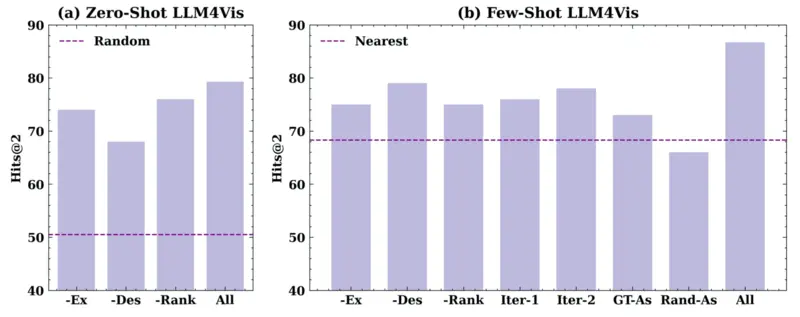 (a) Zero-Shot LLM4Vis
Hits@2
90
80
70
60
50
40
Random
-Ex -Des -Rank All
(b) Few-Shot LLM4Vis
Hits@2
90
80
70
60
50
40
Nearest
-Ex -Des -Rank Iter-1 Iter-2 GT-As Rand-As All